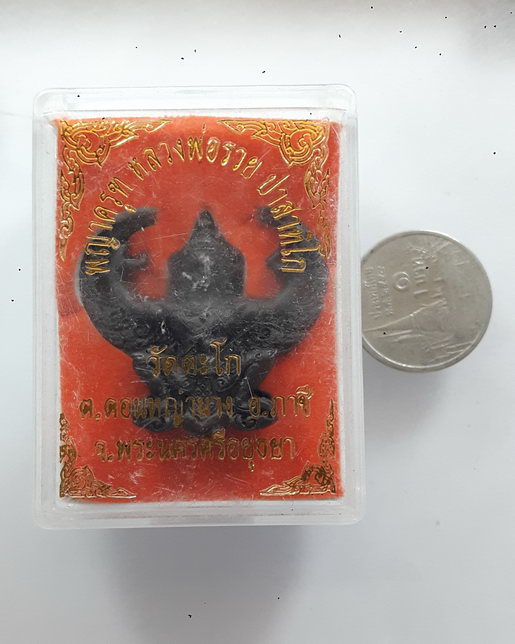 พญาครุฑ หลวงพ่อรวย ปาสาทิโก
วัดตะโก
ต.ดอนหญ้านาง อ.ภาชี
จ.พระนครศรีอยุธยา